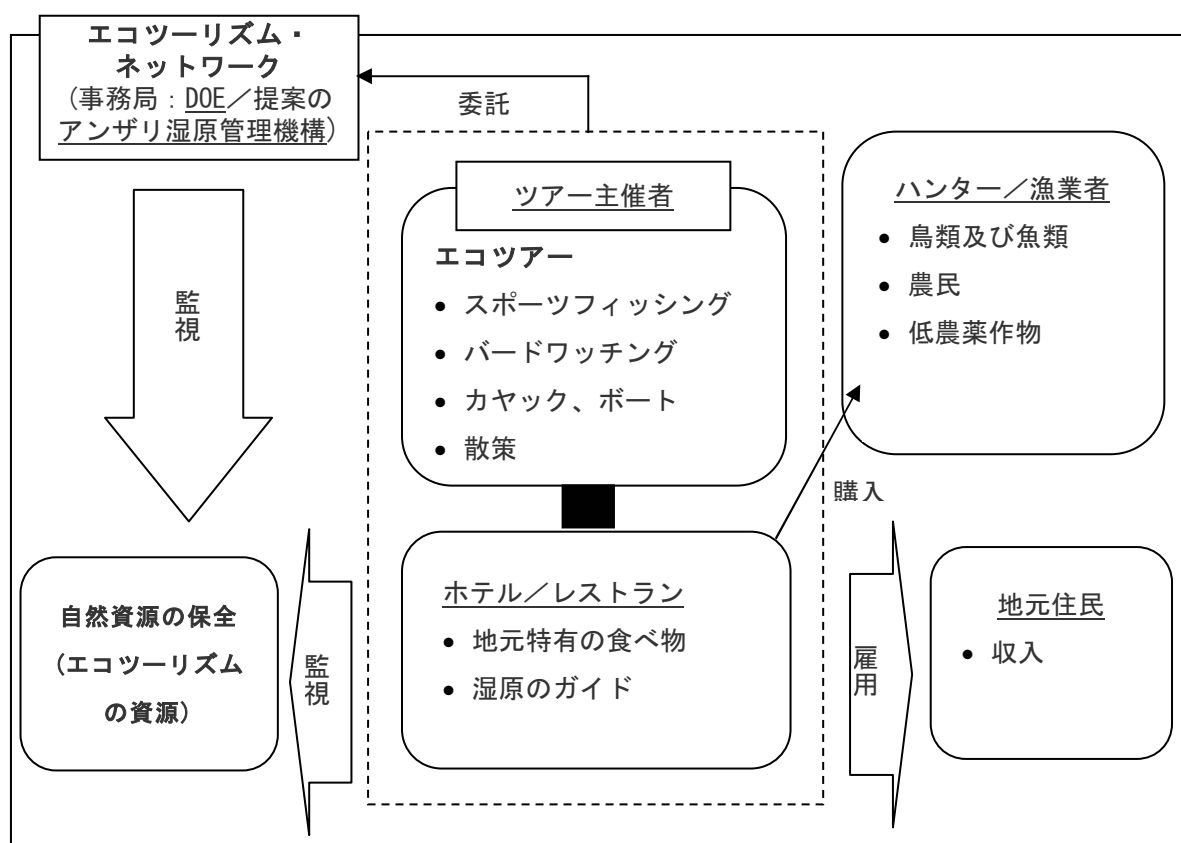 エコツーリズム・
ネットワーク
(事務局：DOE／提案の
アンザリ湿原管理機構)
委託
ツアー主催者
エコツアー
• スポーツフィッシング
• バードワッチング
• カヤック、ボート
• 散策
ハンター／漁業者
• 鳥類及び魚類
• 農民
• 低農薬作物
監視
購入
自然資源の保全
(エコツーリズム
の資源)
監視
ホテル／レストラン
• 地元特有の食べ物
• 湿原のガイド
雇用
地元住民
• 収入